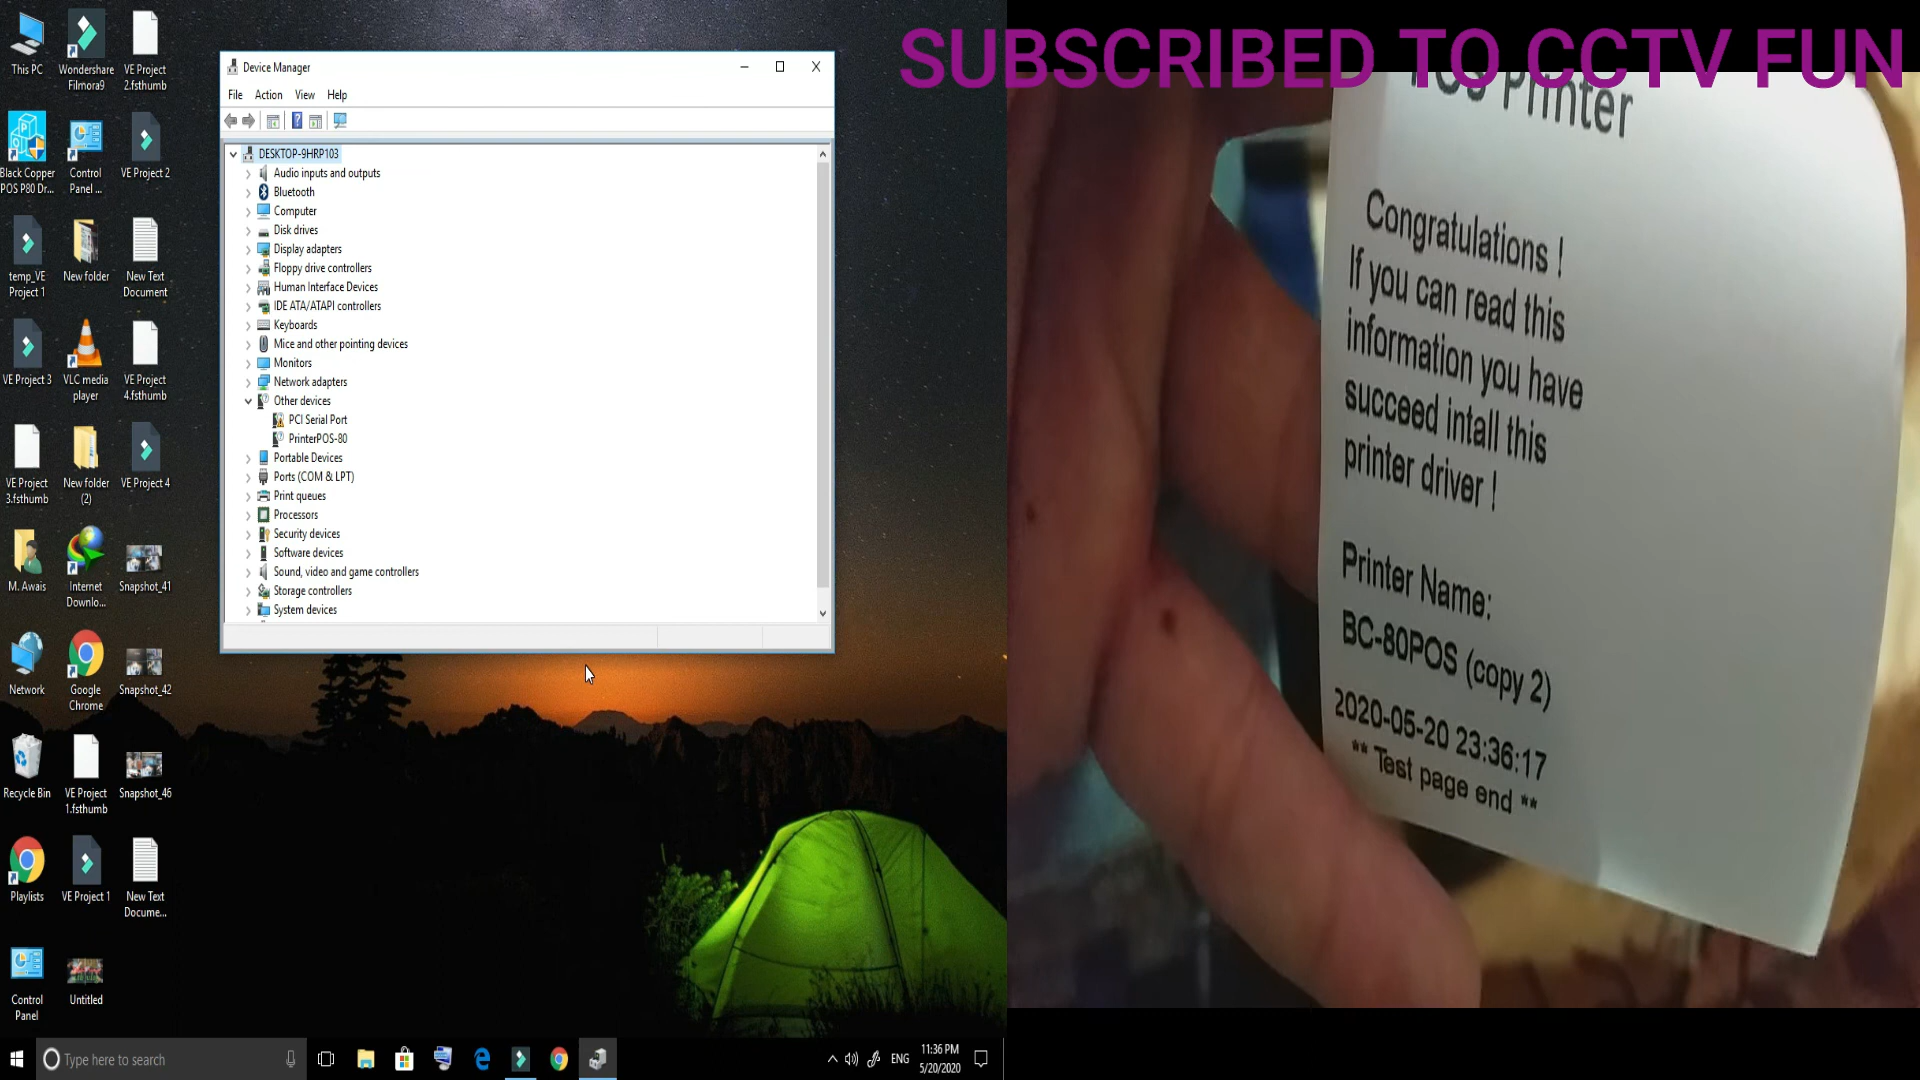 SUBSCRIBED TO CCTV FUN
This PC
Wondershare Filmora9
VE Project 2.fsthumb
Black Copper POS P80 Dr...
Control Panel ...
VE Project 2
temp_VE Project 1
New folder
New Text Document
VE Project 3
VLC media player
VE Project 4.fsthumb
VE Project 3.fsthumb
New folder (2)
VE Project 4
M. Awais
Internet Downlo...
Snapshot_41
Network
Google Chrome
Snapshot_42
Recycle Bin
VE Project 1.fsthumb
Snapshot_46
Playlists
VE Project 1
New Text Docume...
Control Panel
Untitled
Device Manager
File Action View Help
DESKTOP-9HRP103
Audio inputs and outputs
Bluetooth
Computer
Disk drives
Display adapters
Floppy drive controllers
Human Interface Devices
IDE ATA/ATAPI controllers
Keyboards
Mice and other pointing devices
Monitors
Network adapters
Other devices
PCI Serial Port
PrinterPOS-80
Portable Devices
Ports (COM & LPT)
Print queues
Processors
Security devices
Software devices
Sound, video and game controllers
Storage controllers
System devices
Type here to search
ENG
11:36 PM
5/20/2020
POS Printer
Congratulations !
If you can read this
information you have
succeed intall this
printer driver !
Printer Name:
BC-80POS (copy 2)
2020-05-20 23:36:17
** Test page end **